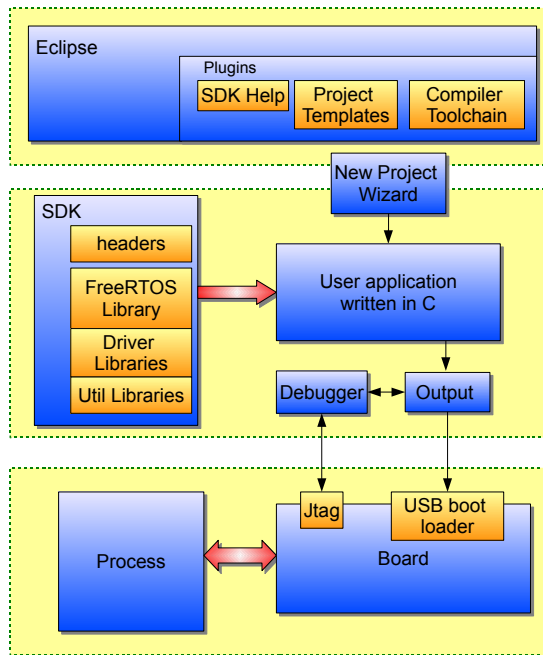 Eclipse
Plugins
SDK Help
Project
Templates
Compiler
Toolchain
New Project
Wizard
SDK
headers
FreeRTOS
Library
Driver
Libraries
Util Libraries
User application
written in C
Debugger
Output
Jtag
USB boot
loader
Process
Board